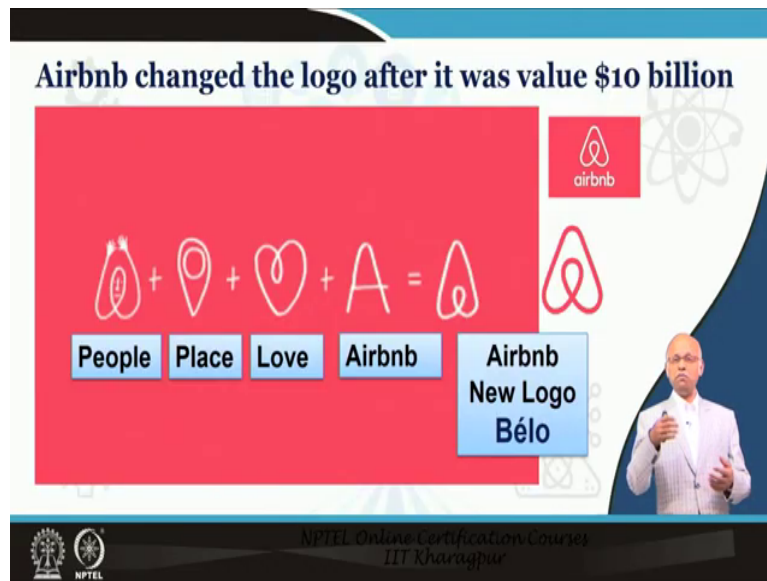 Airbnb changed the logo after it was value $10 billion
airbnb
+ + + =
People
Place
Love
Airbnb
Airbnb
New Logo
Bélo
NPTEL
NPTEL Online Certification Courses
IIT Kharagpur